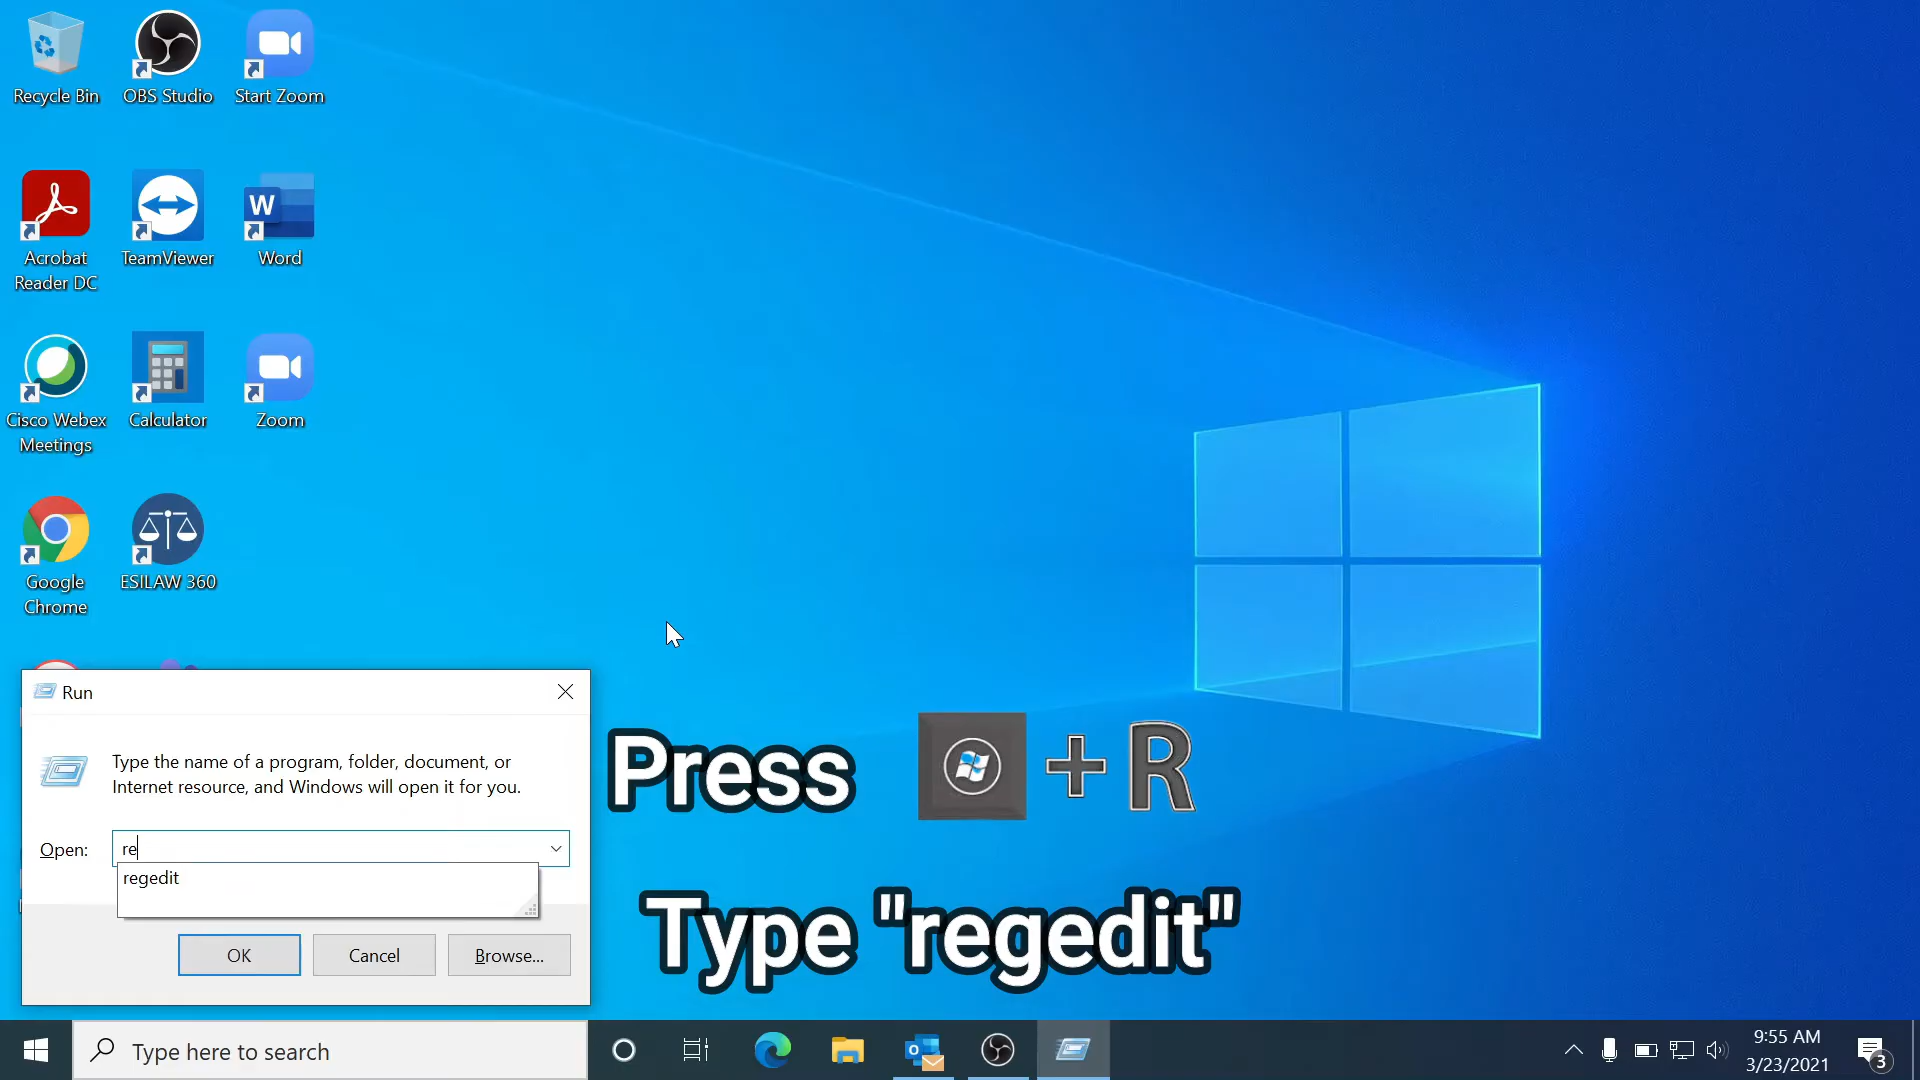 Recycle Bin
OBS Studio
Start Zoom
Acrobat
Reader DC
TeamViewer
W
Word
Cisco Webex
Meetings
Calculator
Zoom
Google
Chrome
ESILAW 360
Run
Type the name of a program, folder, document, or
Internet resource, and Windows will open it for you.
Open:
re
regedit
OK
Cancel
Browse...
Press + R
Type "regedit"
Type here to search
o
9:55 AM
3/23/2021
3